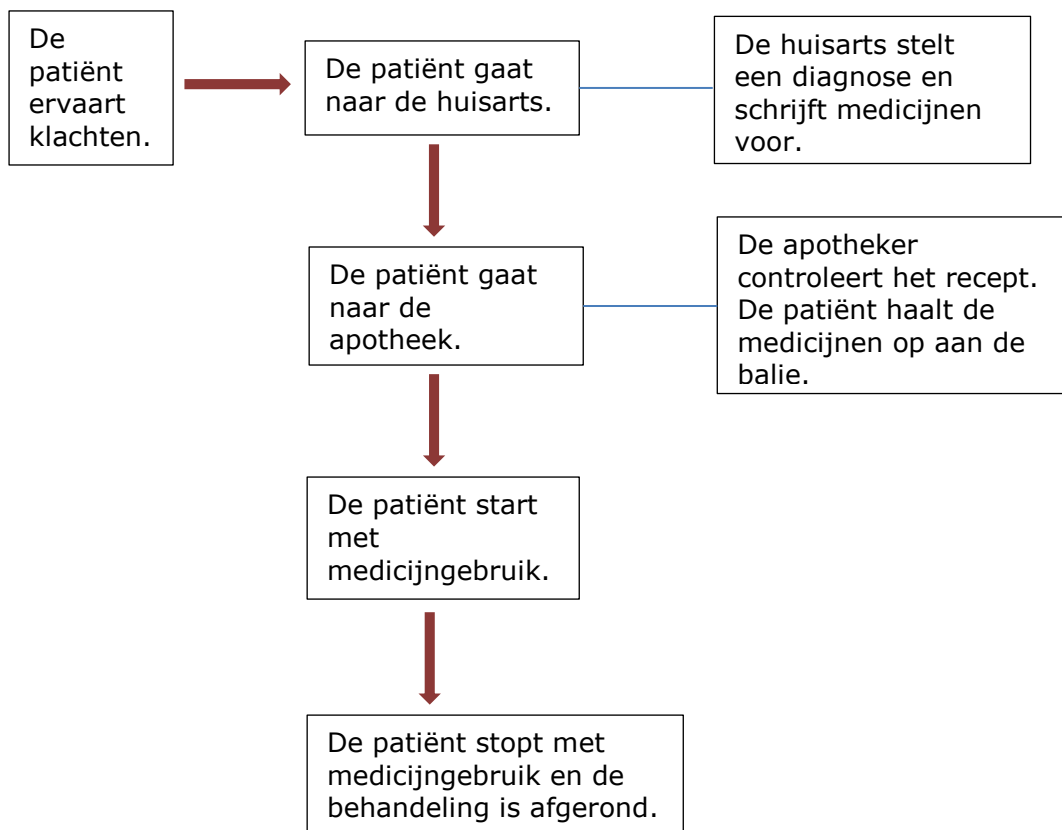 De
patiënt
ervaart
klachten.
De patiënt gaat
naar de huisarts.
De huisarts stelt
een diagnose en
schrijft medicijnen
voor.
De patiënt gaat
naar de
apotheek.
De apotheker
controleert het recept.
De patiënt haalt de
medicijnen op aan de
balie.
De patiënt start
met
medicijngebruik.
De patiënt stopt met
medicijngebruik en de
behandeling is afgerond.